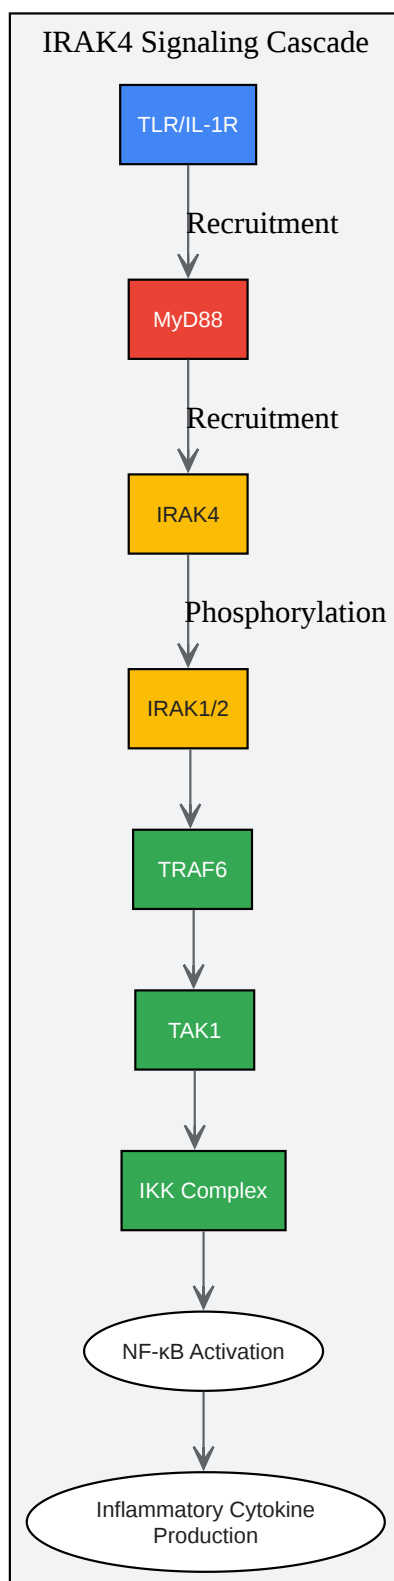 IRAK4 Signaling Cascade
TLR/IL-1R
Recruitment
MyD88
Recruitment
IRAK4
Phosphorylation
IRAK1/2
TRAF6
TAK1
IKK Complex
NF-κB Activation
Inflammatory Cytokine
Production